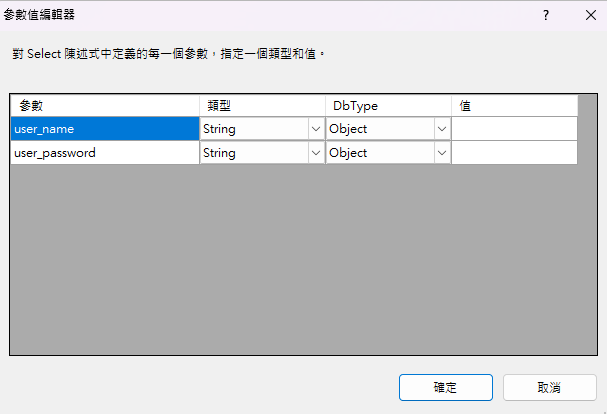 參數值編輯器
對 Select 陳述式中定義的每一個參數，指定一個類型和值。
參數 類型 DbType 值
user_name String Object
user_password String Object
確定 取消